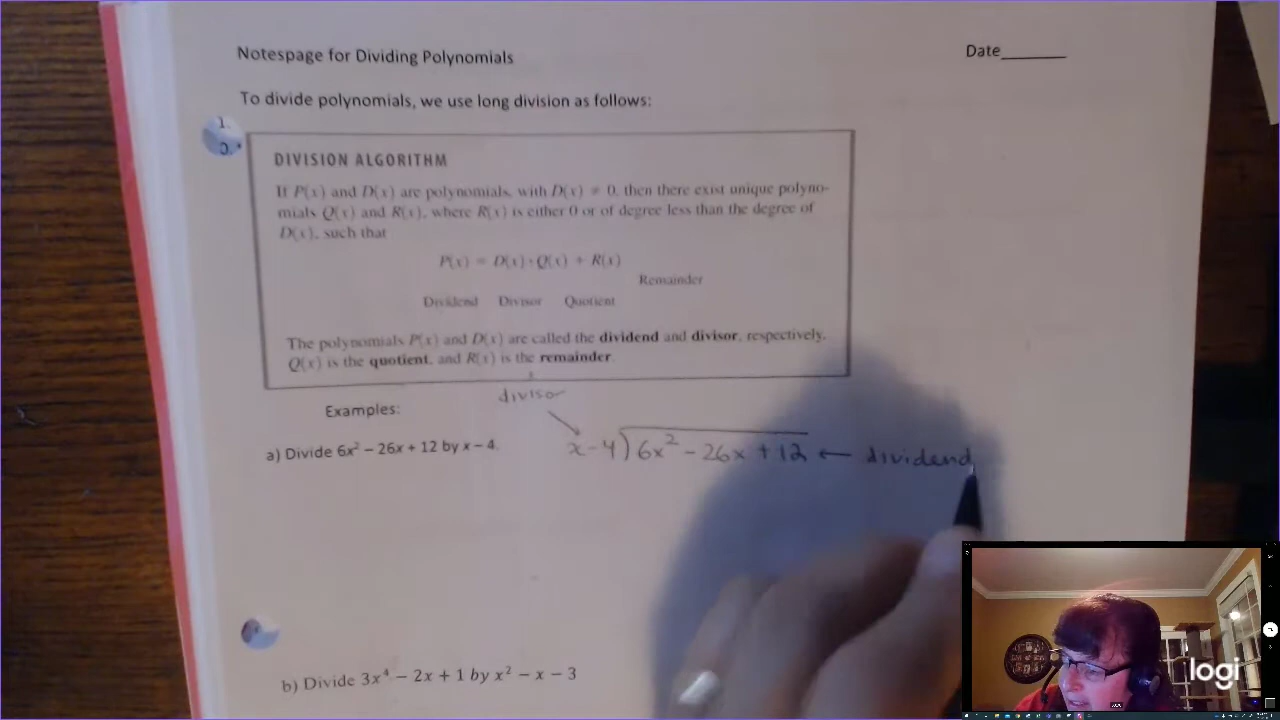 Notespage for Dividing Polynomials
Date______
To divide polynomials, we use long division as follows:
DIVISION ALGORITHM
If P(x) and D(x) are polynomials, with D(x) ≠ 0, then there exist unique polyno-
mials Q(x) and R(x), where R(x) is either 0 or of degree less than the degree of
D(x), such that
P(x) = D(x) · Q(x) + R(x)
Remainder
Dividend Divisor Quotient
The polynomials P(x) and D(x) are called the dividend and divisor, respectively,
Q(x) is the quotient, and R(x) is the remainder.
divisor
Examples:
a) Divide 6x² − 26x + 12 by x − 4.
x - 4 ) 6x² - 26x + 12 ← dividend
b) Divide 3x⁴ − 2x + 1 by x² − x − 3
logi